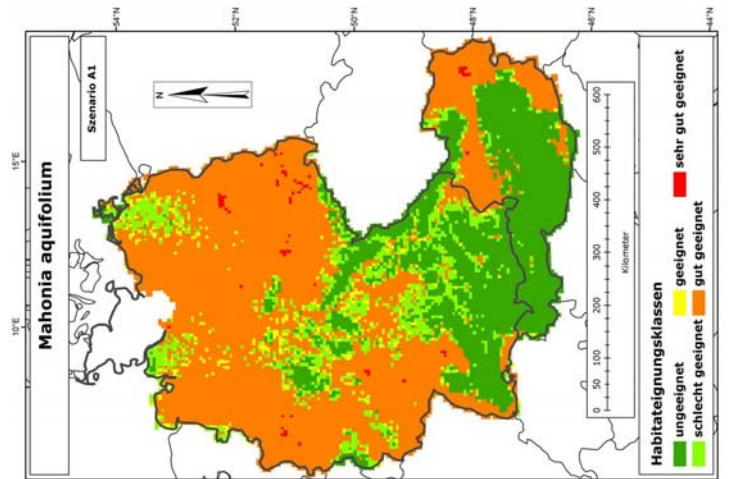 Mahonia aquifolium
Szenario A1
N
10°E
15°E
54°N
52°N
50°N
48°N
46°N
44°N
0 50 100 200 300 400 500 600
Kilometer
Habitateignungsklassen
ungeeignet
geeignet
sehr gut geeignet
schlecht geeignet
gut geeignet